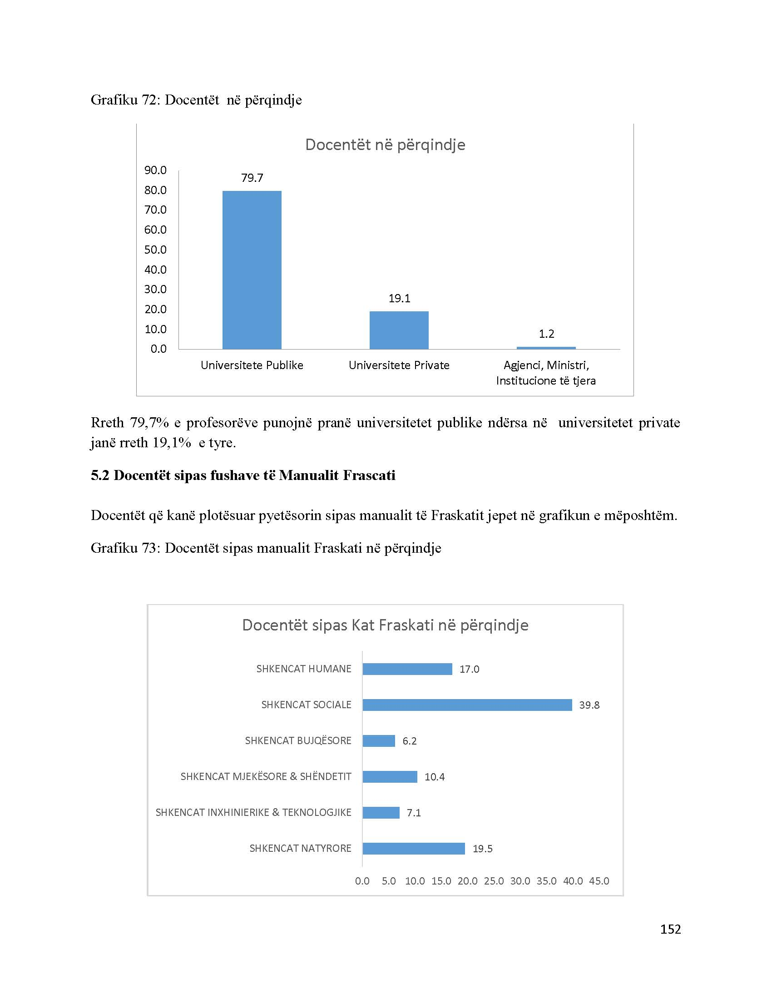 Grafiku 72: Docentët në përqindje
Docentët në përqindje
90.0
80.0
70.0
60.0
50.0
40.0
30.0
20.0
10.0
0.0
79.7
19.1
1.2
Universitete Publike
Universitete Private
Agjenci, Ministri,
Institucione të tjera
Rreth 79,7% e profesorëve punojnë pranë universitetet publike ndërsa në universitetet private
janë rreth 19,1% e tyre.
5.2 Docentët sipas fushave të Manualit Frascati
Docentët që kanë plotësuar pyetësorin sipas manualit të Fraskatit jepet në grafikun e mëposhtëm.
Grafiku 73: Docentët sipas manualit Fraskati në përqindje
Docentët sipas Kat Fraskati në përqindje
SHKENCAT HUMANE 17.0
SHKENCAT SOCIALE 39.8
SHKENCAT BUJQËSORE 6.2
SHKENCAT MJEKËSORE & SHËNDETIT 10.4
SHKENCAT INXHINIERIKE & TEKNOLOGJIKE 7.1
SHKENCAT NATYRORE 19.5
0.0 5.0 10.0 15.0 20.0 25.0 30.0 35.0 40.0 45.0
152